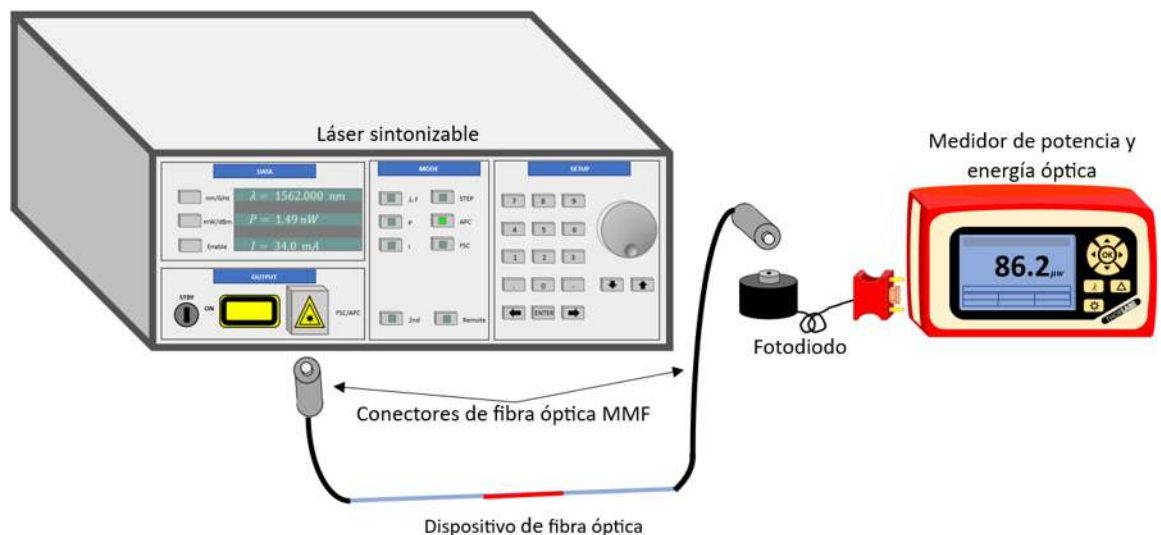 Láser sintonizable
DATA
nm/GHz
λ = 1562.000 nm
mW/dBm
P = 1.49 nW
Enable
I = 34.0 mA
OUTPUT
STBY
ON
FSC/APC
MODE
λ, f
STEP
P
APC
I
FSC
2nd
Remote
SETUP
7 8 9
4 5 6
1 2 3
. 0 -
ENTER
Medidor de potencia y
energía óptica
86.2 μw
OK
λ
THORLABS
Fotodiodo
Conectores de fibra óptica MMF
Dispositivo de fibra óptica